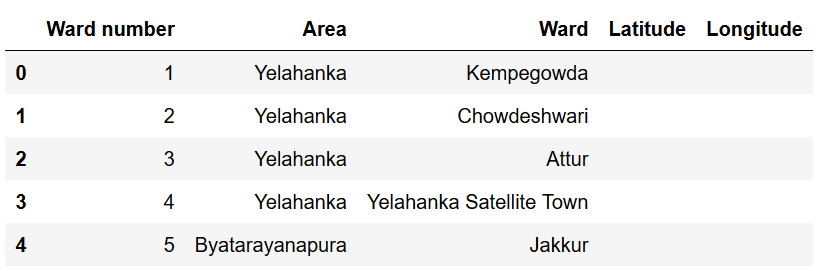 Ward number Area Ward Latitude Longitude
0 1 Yelahanka Kempegowda
1 2 Yelahanka Chowdeshwari
2 3 Yelahanka Attur
3 4 Yelahanka Yelahanka Satellite Town
4 5 Byatarayanapura Jakkur